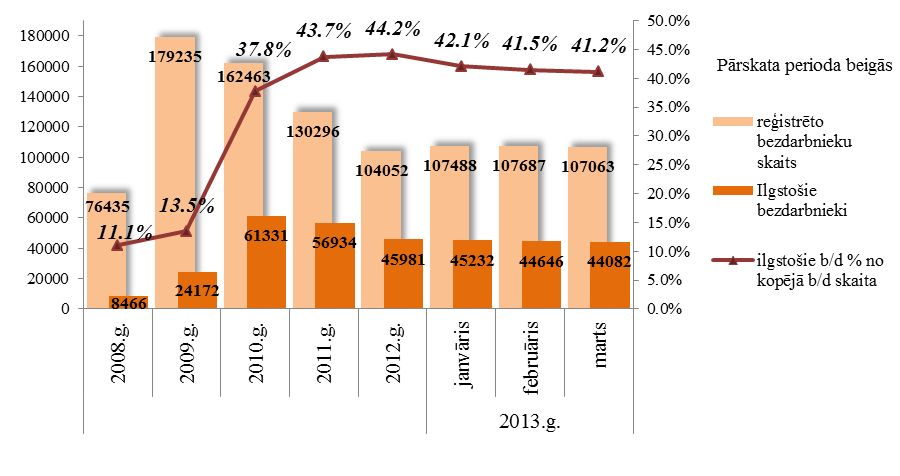 43.7% 44.2%
42.1% 41.5% 41.2%
37.8%
180000
160000
140000
120000
100000
80000
60000
40000
20000
0
179235
162463
130296
104052
107488
107687
107063
76435
11.1%
13.5%
61331
56934
45981
45232
44646
44082
24172
8466
50.0%
45.0%
40.0%
35.0%
30.0%
25.0%
20.0%
15.0%
10.0%
5.0%
0.0%
2008.g.
2009.g.
2010.g.
2011.g.
2012.g.
janvāris
februāris
marts
2013.g.
Pārskata perioda beigās
reģistrēto
bezdarbnieku
skaits
Ilgstošie
bezdarbnieki
ilgstošie b/d % no
kopējā b/d skaita